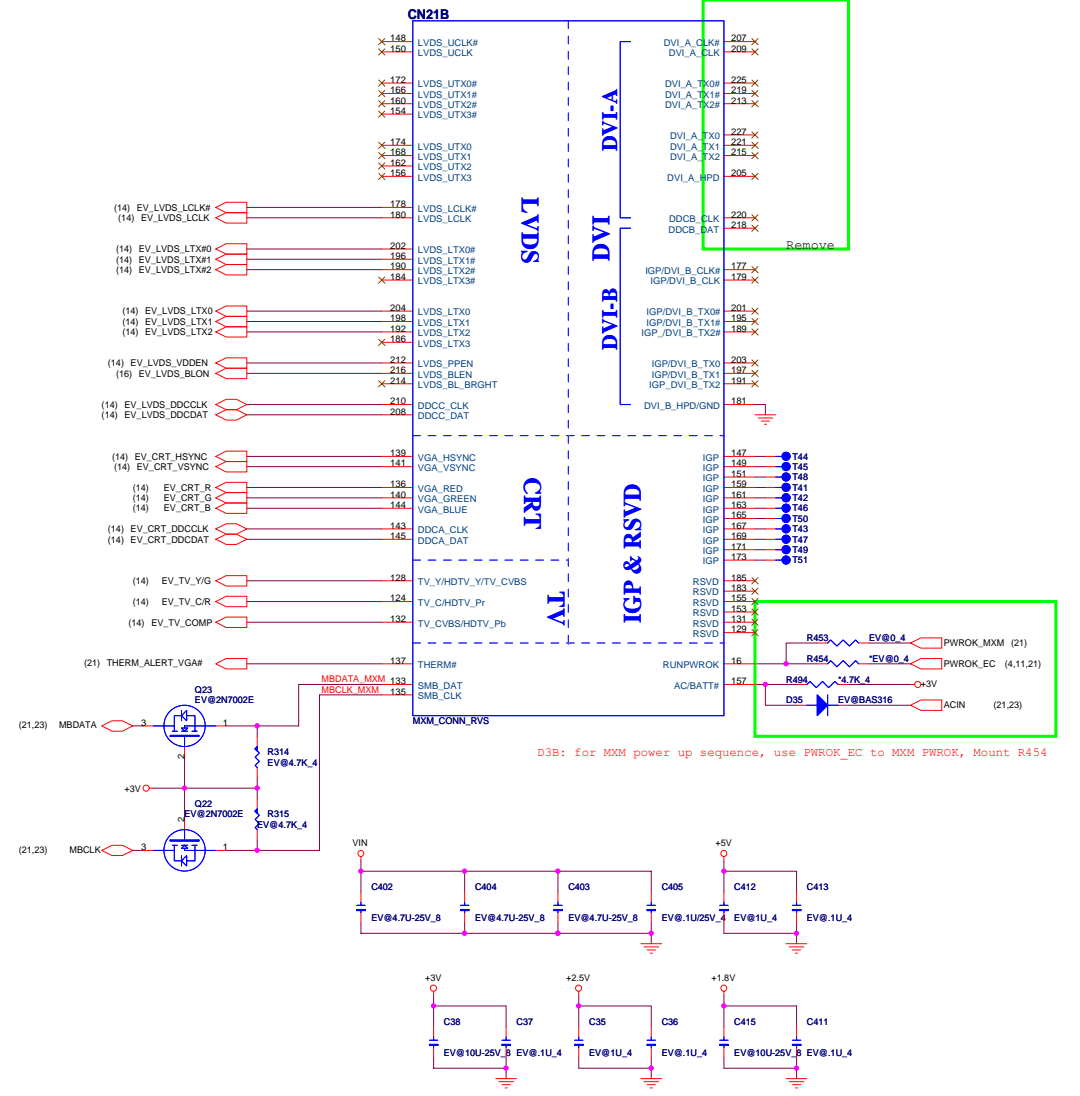 CN21B
148 LVDS_UCLK# DVI_A_CLK# 207
150 LVDS_UCLK DVI_A_CLK 209
172 LVDS_UTX0# DVI_A_TX0# 225
166 LVDS_UTX1# DVI_A_TX1# 219
160 LVDS_UTX2# DVI_A_TX2# 213
154 LVDS_UTX3#
DVI-A
174 LVDS_UTX0 DVI_A_TX0 227
168 LVDS_UTX1 DVI_A_TX1 221
162 LVDS_UTX2 DVI_A_TX2 215
156 LVDS_UTX3 DVI_A_HPD 205
(14) EV_LVDS_LCLK# 178 LVDS_LCLK#
(14) EV_LVDS_LCLK 180 LVDS_LCLK DDCB_CLK 220
DDCB_DAT 218
LVDS
DVI
Remove
(14) EV_LVDS_LTX#0 202 LVDS_LTX0#
(14) EV_LVDS_LTX#1 196 LVDS_LTX1#
(14) EV_LVDS_LTX#2 190 LVDS_LTX2# IGP/DVI_B_CLK# 177
184 LVDS_LTX3# IGP/DVI_B_CLK 179
DVI-B
(14) EV_LVDS_LTX0 204 LVDS_LTX0 IGP/DVI_B_TX0# 201
(14) EV_LVDS_LTX1 198 LVDS_LTX1 IGP/DVI_B_TX1# 195
(14) EV_LVDS_LTX2 192 LVDS_LTX2 IGP_/DVI_B_TX2# 189
186 LVDS_LTX3
(14) EV_LVDS_VDDEN 212 LVDS_PPEN IGP/DVI_B_TX0 203
(16) EV_LVDS_BLON 216 LVDS_BLEN IGP/DVI_B_TX1 197
214 LVDS_BL_BRGHT IGP_DVI_B_TX2 191
(14) EV_LVDS_DDCCLK 210 DDCC_CLK DVI_B_HPD/GND 181
(14) EV_LVDS_DDCDAT 208 DDCC_DAT
(14) EV_CRT_HSYNC 139 VGA_HSYNC IGP 147 T44
(14) EV_CRT_VSYNC 141 VGA_VSYNC IGP 149 T45
IGP 151 T48
(14) EV_CRT_R 136 VGA_RED IGP 159 T41
(14) EV_CRT_G 140 VGA_GREEN IGP 161 T42
(14) EV_CRT_B 144 VGA_BLUE IGP 163 T46
IGP 165 T50
(14) EV_CRT_DDCCLK 143 DDCA_CLK IGP 167 T43
(14) EV_CRT_DDCDAT 145 DDCA_DAT IGP 169 T47
IGP 171 T49
IGP 173 T51
CRT
IGP & RSVD
TV
(14) EV_TV_Y/G 128 TV_Y/HDTV_Y/TV_CVBS RSVD 185
RSVD 183
(14) EV_TV_C/R 124 TV_C/HDTV_Pr RSVD 155
RSVD 153
(14) EV_TV_COMP 132 TV_CVBS/HDTV_Pb RSVD 131
RSVD 129
R453 EV@0_4 PWROK_MXM (21)
(21) THERM_ALERT_VGA# 137 THERM# RUNPWROK 16 R454 *EV@0_4 PWROK_EC (4,11,21)
MBDATA_MXM 133 SMB_DAT AC/BATT# 157 R494 *4.7K_4 +3V
MBCLK_MXM 135 SMB_CLK
D35 EV@BAS316 ACIN (21,23)
MXM_CONN_RVS
Q23
EV@2N7002E
(21,23) MBDATA 3 1
2
R314
EV@4.7K_4
D3B: for MXM power up sequence, use PWROK_EC to MXM PWROK, Mount R454
+3V
Q22
EV@2N7002E
R315
EV@4.7K_4
2
(21,23) MBCLK 3 1
VIN +5V
C402 C404 C403 C405 C412 C413
EV@4.7U-25V_8 EV@4.7U-25V_8 EV@4.7U-25V_8 EV@.1U/25V_4 EV@1U_4 EV@.1U_4
+3V +2.5V +1.8V
C38 C37 C35 C36 C415 C411
EV@10U-25V_8 EV@.1U_4 EV@1U_4 EV@.1U_4 EV@10U-25V_8 EV@.1U_4